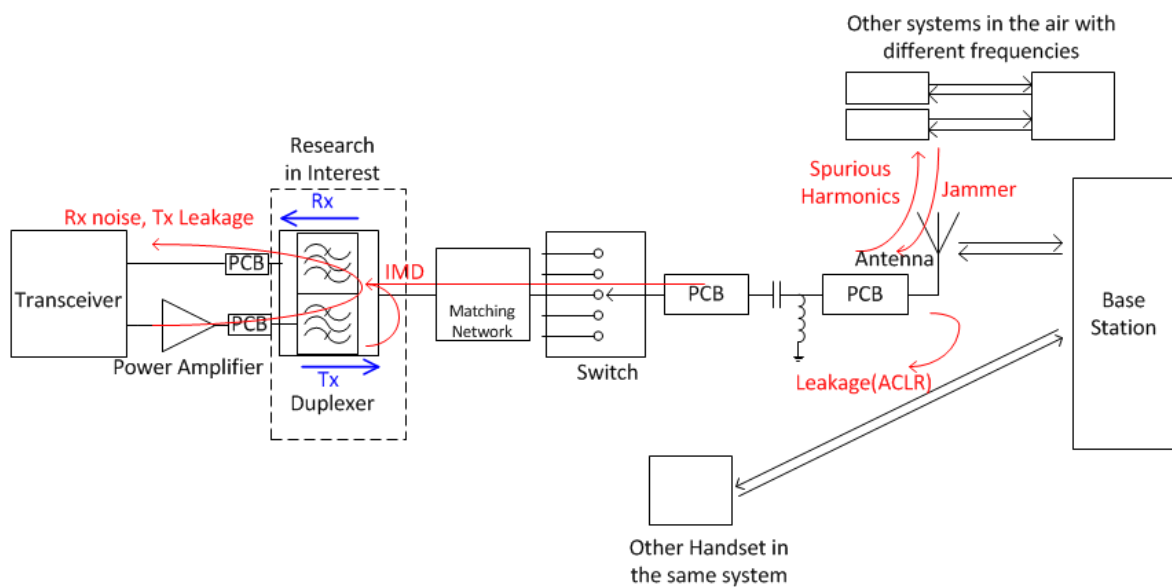 Other systems in the air with
different frequencies
Research
in Interest
Spurious
Harmonics
Jammer
Rx
Rx noise, Tx Leakage
PCB
IMD
Antenna
Transceiver
PCB
Matching
Network
PCB
PCB
Base
Station
Power Amplifier
Tx
Duplexer
Switch
Leakage(ACLR)
Other Handset in
the same system